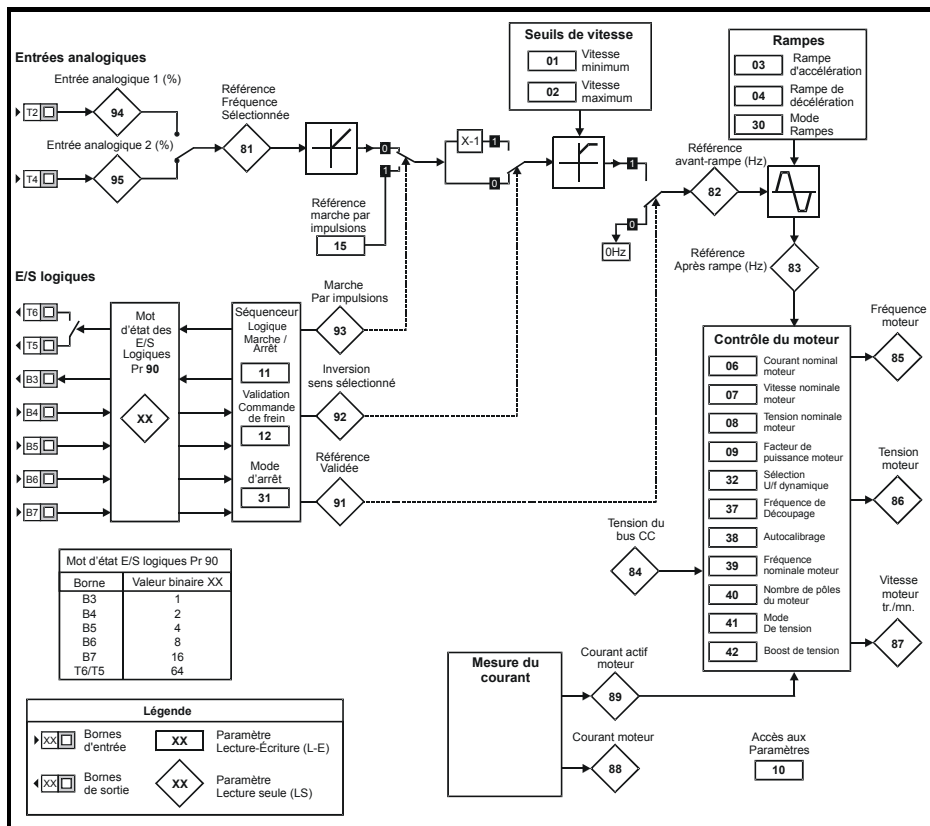 Entrées analogiques
Entrée analogique 1 (%)
T2
94
Entrée analogique 2 (%)
T4
95
Référence
Fréquence
Sélectionnée
81
0
1
Référence
marche par
impulsions
15
X-1
1
0
Seuils de vitesse
01
Vitesse
minimum
02
Vitesse
maximum
1
0
0Hz
Référence
avant-rampe (Hz)
82
Rampes
03
Rampe
d'accélération
04
Rampe de
décélération
30
Mode
Rampes
Référence
Après rampe (Hz)
83
E/S logiques
T6
T5
B3
B4
B5
B6
B7
Mot
d'état des
E/S
Logiques
Pr 90
XX
Séquenceur
Logique
Marche /
Arrêt
11
Validation
Commande
de frein
12
Mode
d'arrêt
31
Marche
Par impulsions
93
Inversion
sens sélectionné
92
Référence
Validée
91
Contrôle du moteur
06
Courant nominal
moteur
07
Vitesse nominale
moteur
08
Tension nominale
moteur
09
Facteur de
puissance moteur
32
Sélection
U/f dynamique
37
Fréquence de
Découpage
38
Autocalibrage
39
Fréquence
nominale moteur
40
Nombre de pôles
du moteur
41
Mode
De tension
42
Boost de tension
Fréquence
moteur
85
Tension
moteur
86
Vitesse
moteur
tr./mn.
87
Tension du
bus CC
84
Mot d'état E/S logiques Pr 90
Borne Valeur binaire XX
B3 1
B4 2
B5 4
B6 8
B7 16
T6/T5 64
Mesure du
courant
Courant actif
moteur
89
Courant moteur
88
Accès aux
Paramètres
10
Légende
XX
Bornes
d'entrée
XX
Paramètre
Lecture-Écriture (L-E)
XX
Bornes
de sortie
XX
Paramètre
Lecture seule (LS)